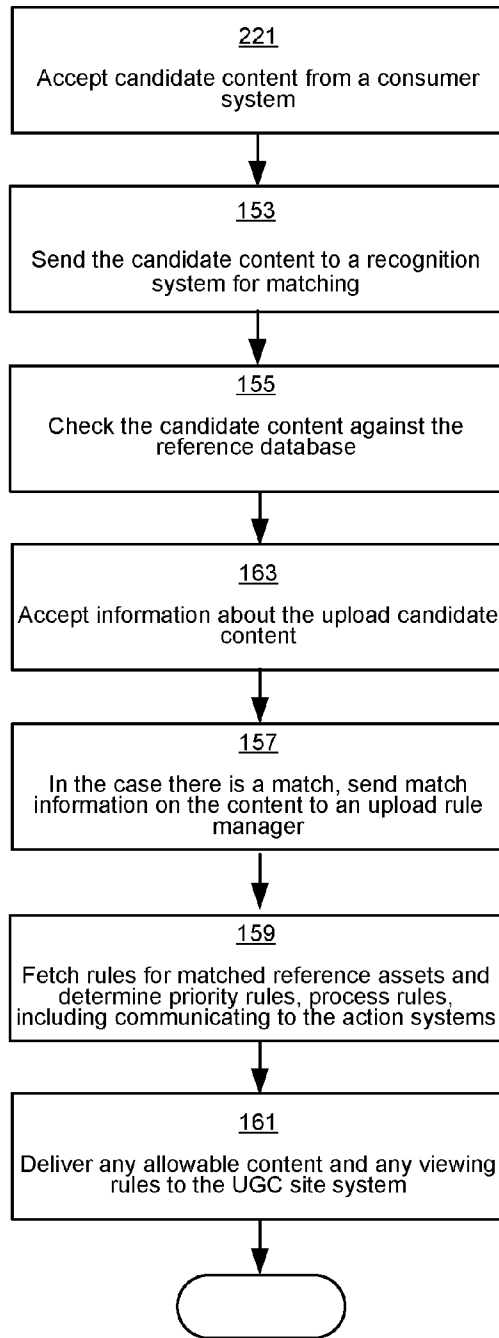 221
Accept candidate content from a consumer
system
153
Send the candidate content to a recognition
system for matching
155
Check the candidate content against the
reference database
163
Accept information about the upload candidate
content
157
In the case there is a match, send match
information on the content to an upload rule
manager
159
Fetch rules for matched reference assets and
determine priority rules, process rules,
including communicating to the action systems
161
Deliver any allowable content and any viewing
rules to the UGC site system